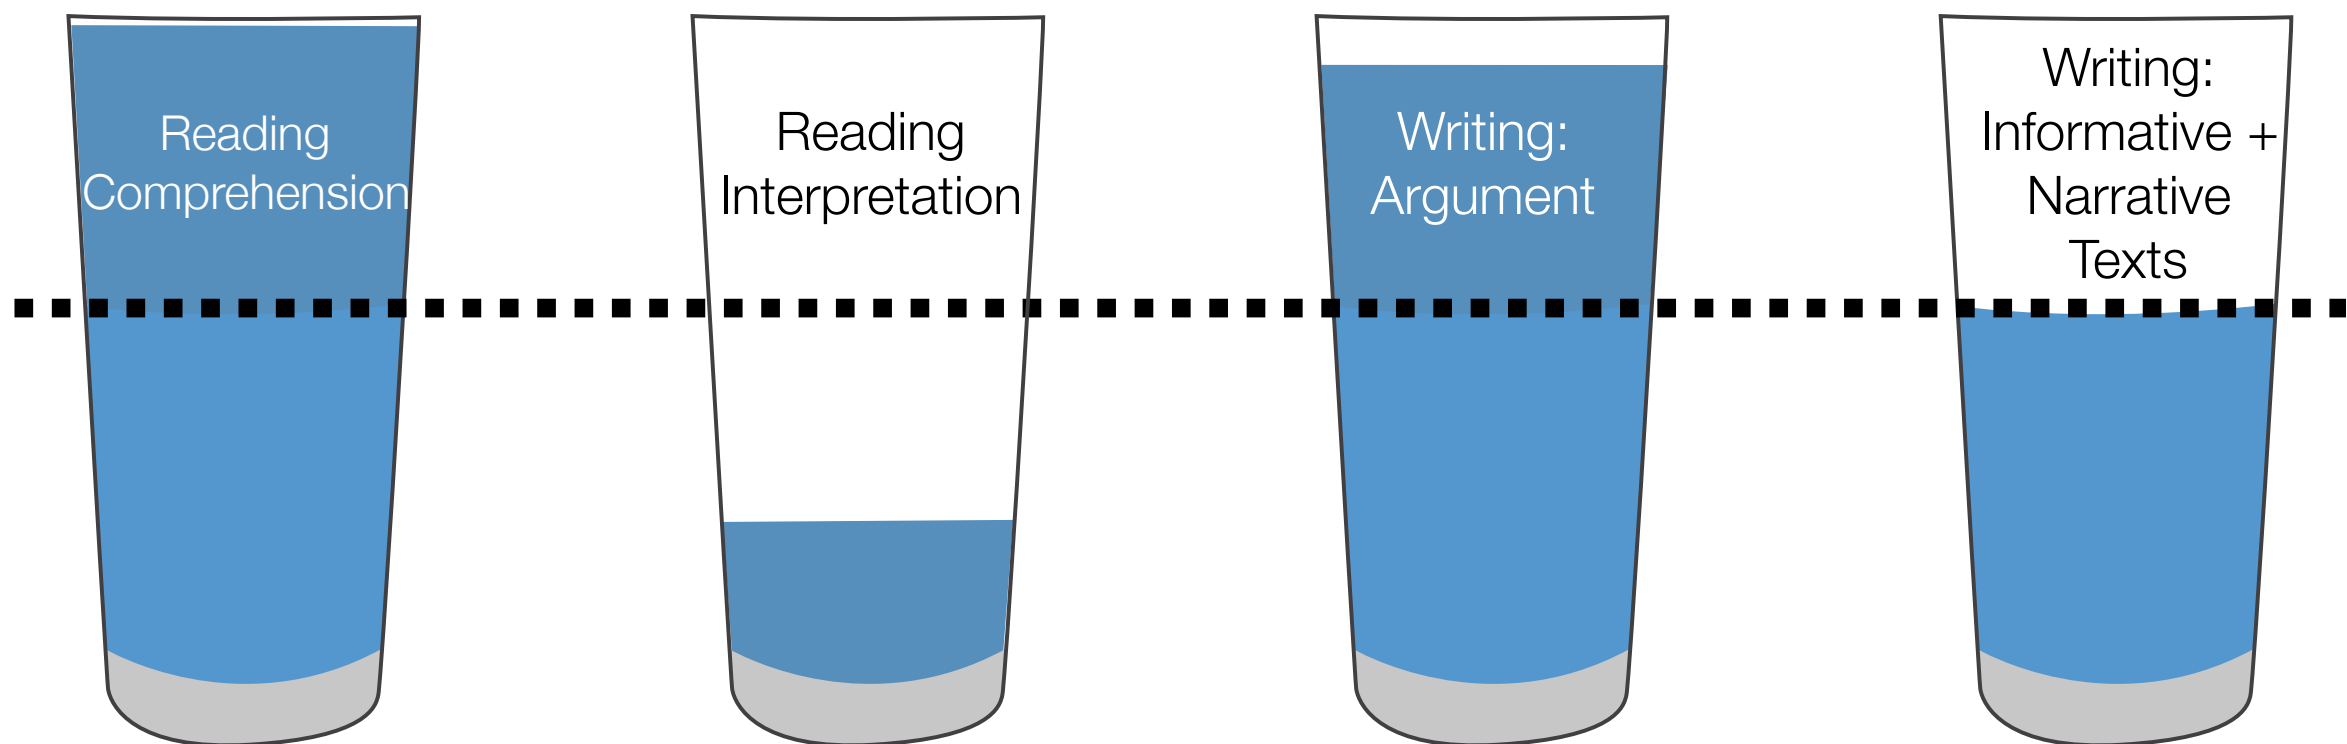 Reading
Comprehension
Reading
Interpretation
Writing:
Argument
Writing:
Informative +
Narrative
Texts